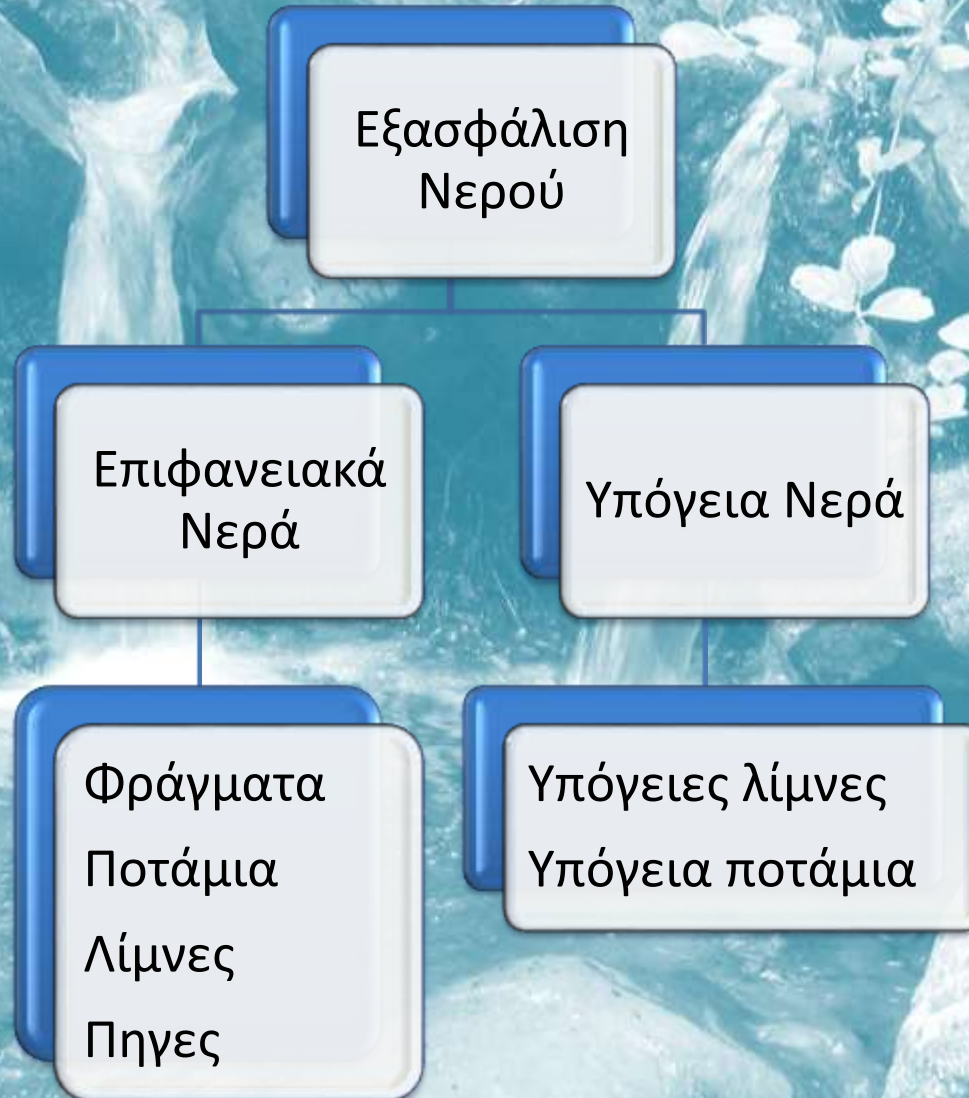 Εξασφάλιση
Νερού
Επιφανειακά
Νερά
Υπόγεια Νερά
Φράγματα
Ποτάμια
Λίμνες
Πηγες
Υπόγειες λίμνες
Υπόγεια ποτάμια